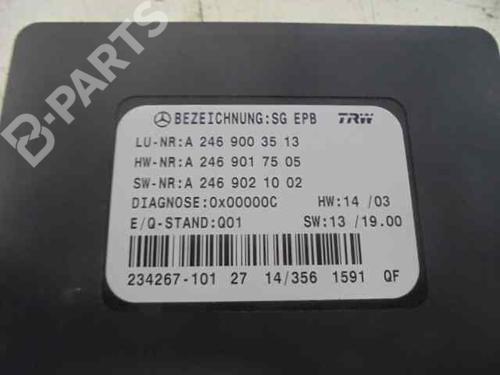 BEZEICHNUNG:SG EPB TRW
LU-NR:A 246 900 35 13
HW-NR:A 246 901 75 05
SW-NR:A 246 902 10 02
DIAGNOSE:0x00000C HW:14 /03
E/Q-STAND:Q01 SW:13 /19.00
234267-101 27 14/356 1591 QF
B-PARTS